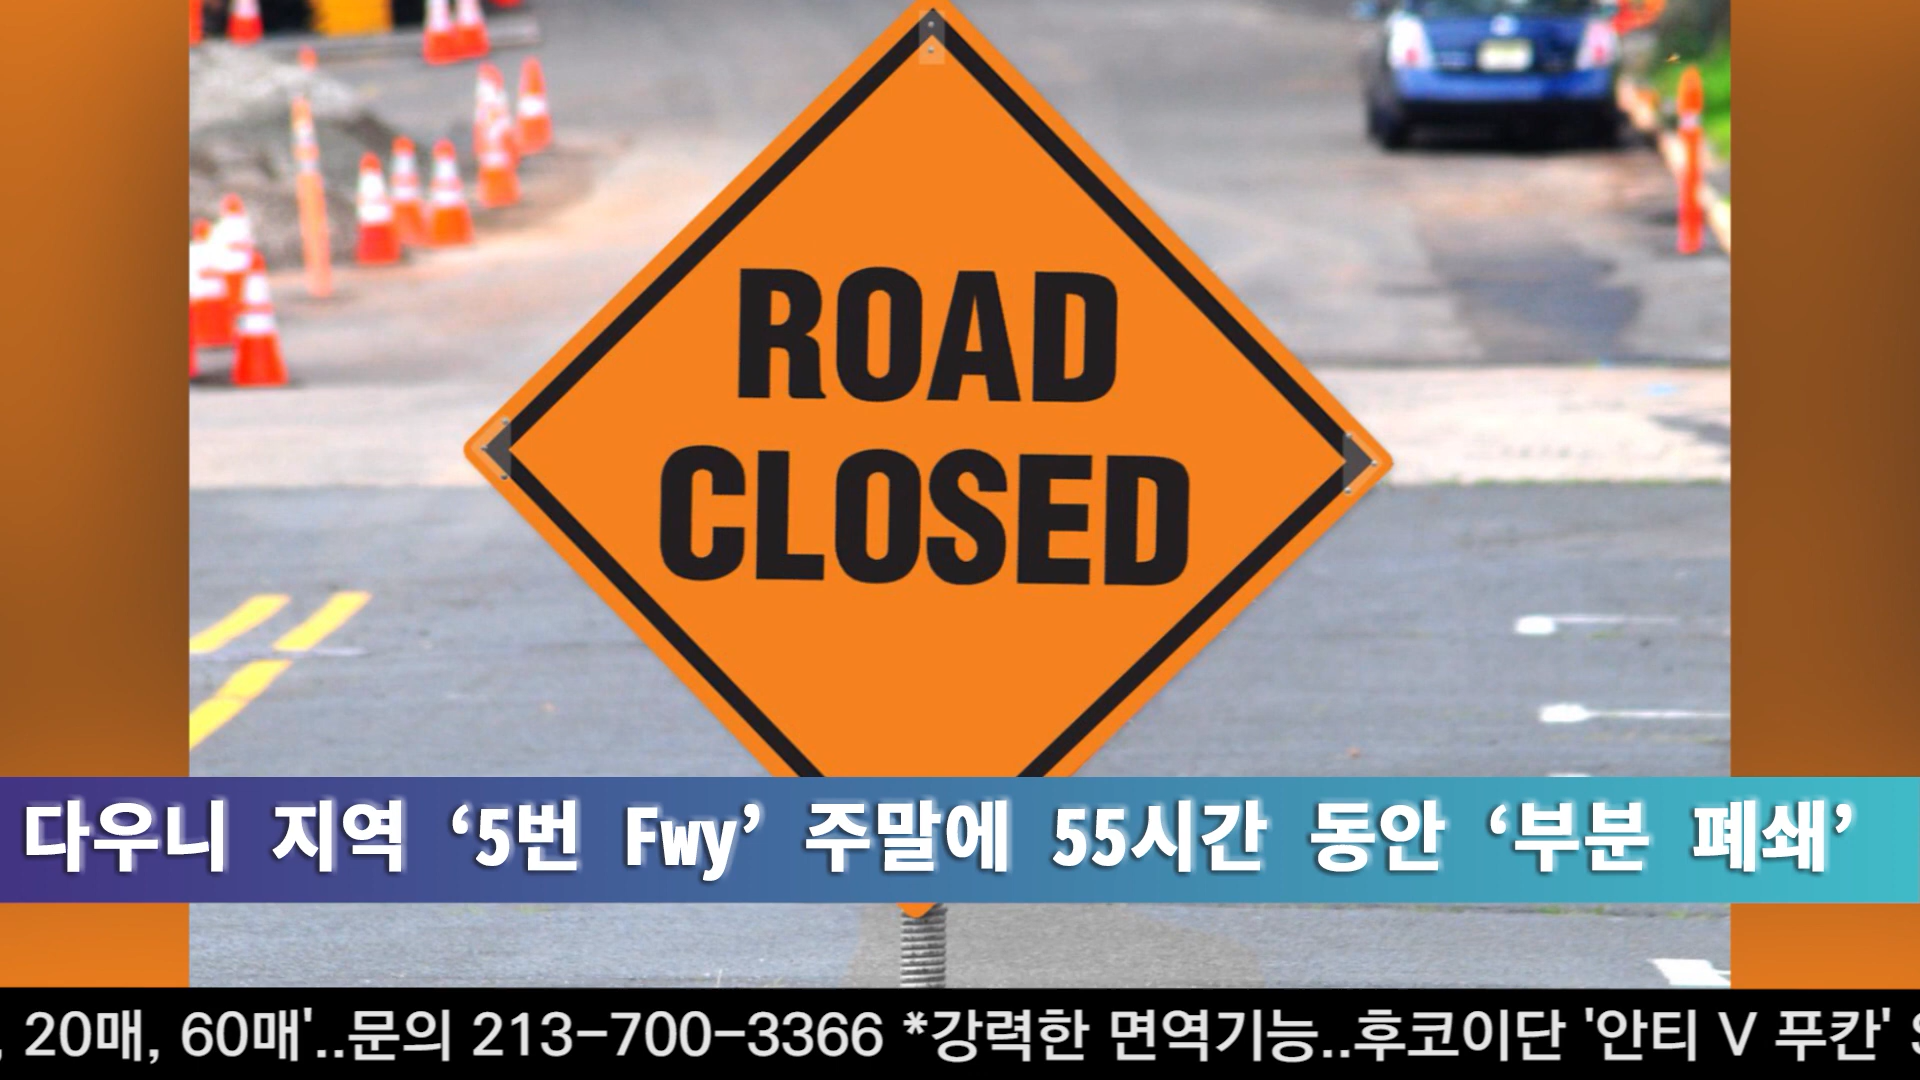 ROAD
CLOSED
다우니 지역 ‘5번 Fwy’ 주말에 55시간 동안 ‘부분 폐쇄’
, 20매, 60매'..문의 213-700-3366 *강력한 면역기능..후코이단 '안티 V 푸칸'